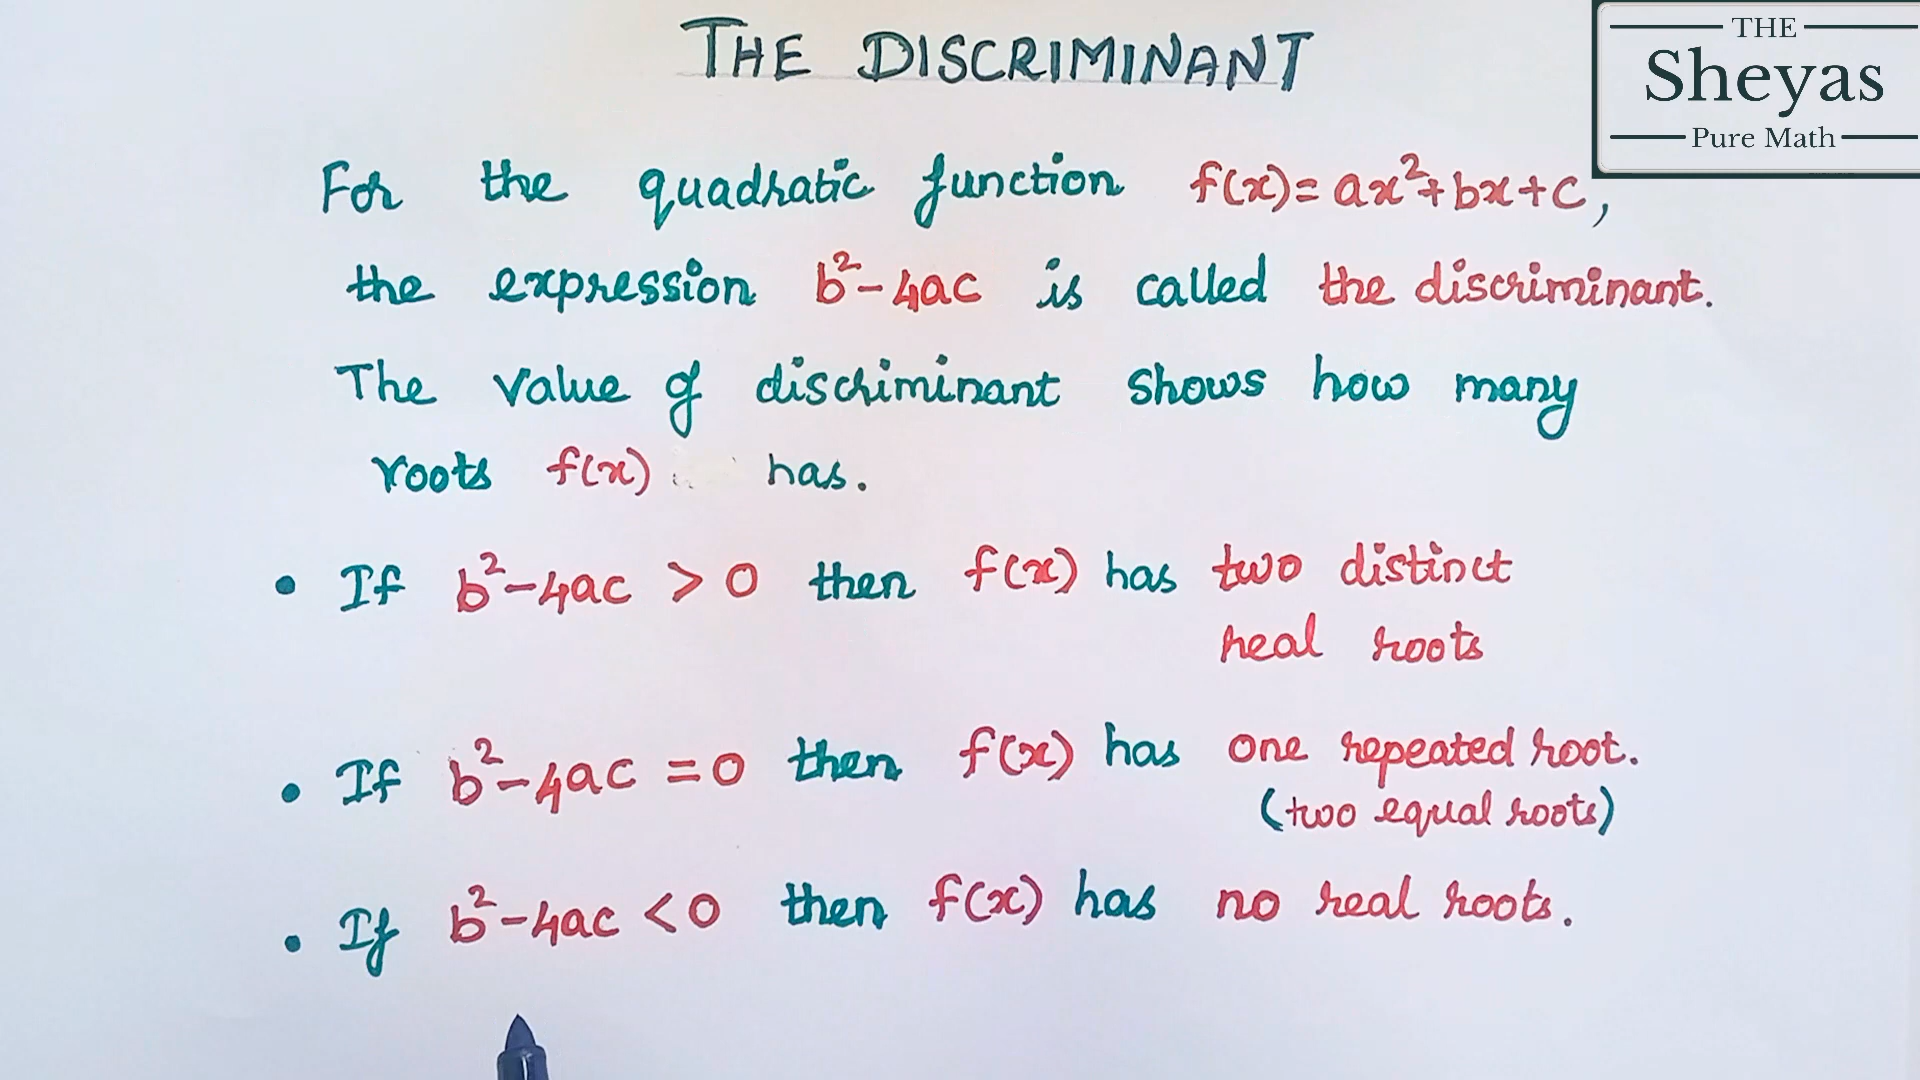 THE DISCRIMINANT
THE
Sheyas
Pure Math
For the quadratic function f(x)=ax²+bx+c,
the expression b²-4ac is called the discriminant.
The value of discriminant shows how many
roots f(x) has.
• If b²-4ac > 0 then f(x) has two distinct
real roots
• If b²-4ac = 0 then f(x) has one repeated root.
(two equal roots)
• If b²-4ac < 0 then f(x) has no real roots.